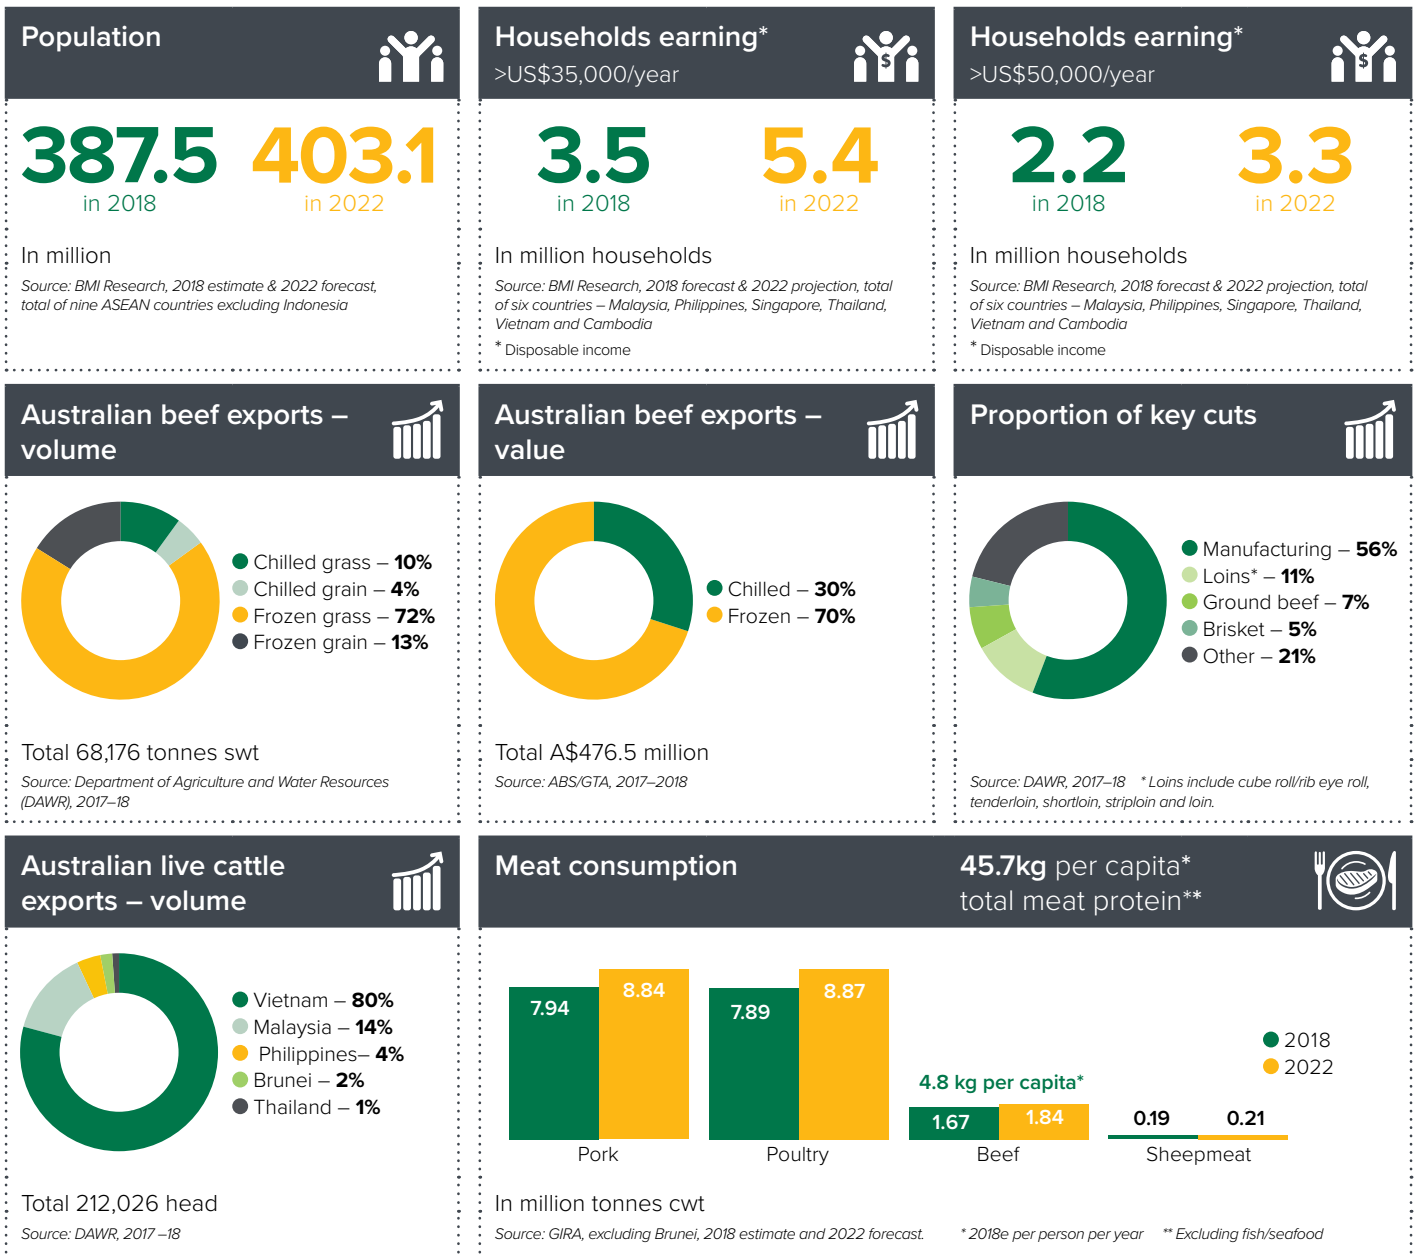 Population
387.5
in 2018
403.1
in 2022
In million
Source: BMI Research, 2018 estimate & 2022 forecast,
total of nine ASEAN countries excluding Indonesia
Households earning*
>US$35,000/year
$
3.5
in 2018
5.4
in 2022
In million households
Source: BMI Research, 2018 forecast & 2022 projection, total
of six countries – Malaysia, Philippines, Singapore, Thailand,
Vietnam and Cambodia
* Disposable income
Households earning*
>US$50,000/year
$
2.2
in 2018
3.3
in 2022
In million households
Source: BMI Research, 2018 forecast & 2022 projection, total
of six countries – Malaysia, Philippines, Singapore, Thailand,
Vietnam and Cambodia
* Disposable income
Australian beef exports –
volume
Chilled grass – 10%
Chilled grain – 4%
Frozen grass – 72%
Frozen grain – 13%
Total 68,176 tonnes swt
Source: Department of Agriculture and Water Resources
(DAWR), 2017–18
Australian beef exports –
value
Chilled – 30%
Frozen – 70%
Total A$476.5 million
Source: ABS/GTA, 2017–2018
Proportion of key cuts
Manufacturing – 56%
Loins* – 11%
Ground beef – 7%
Brisket – 5%
Other – 21%
Source: DAWR, 2017–18 * Loins include cube roll/rib eye roll,
tenderloin, shortloin, striploin and loin.
Australian live cattle
exports – volume
Vietnam – 80%
Malaysia – 14%
Philippines– 4%
Brunei – 2%
Thailand – 1%
Total 212,026 head
Source: DAWR, 2017 –18
Meat consumption
45.7kg per capita*
total meat protein**
7.94
8.84
7.89
8.87
4.8 kg per capita*
1.67
1.84
0.19
0.21
2018
2022
Pork
Poultry
Beef
Sheepmeat
In million tonnes cwt
Source: GIRA, excluding Brunei, 2018 estimate and 2022 forecast. * 2018e per person per year ** Excluding fish/seafood